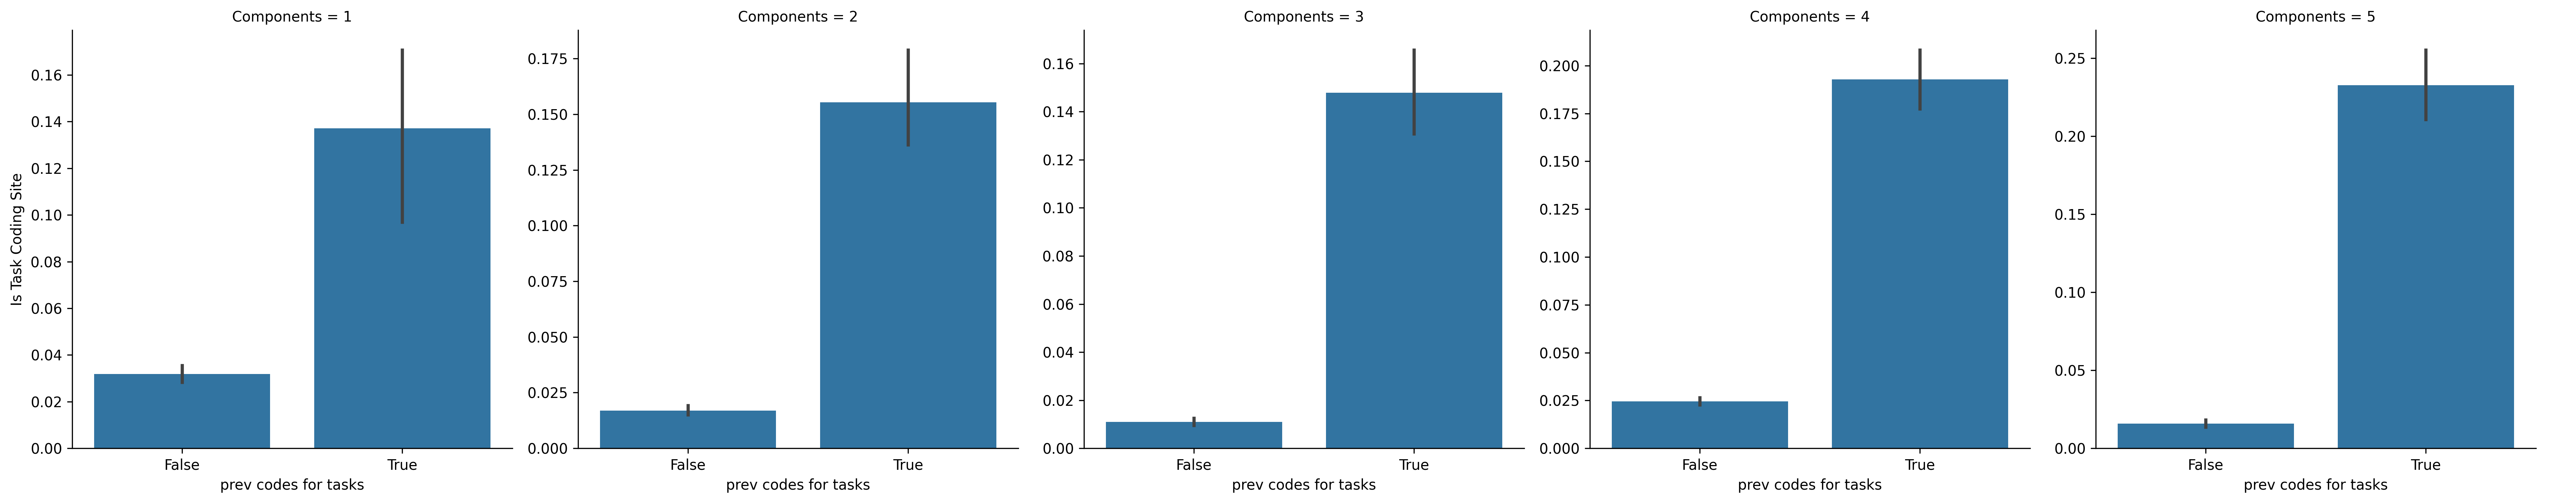 Components = 1
Components = 2
Components = 3
Components = 4
Components = 5
Is Task Coding Site
0.16
0.14
0.12
0.10
0.08
0.06
0.04
0.02
0.00
False
True
prev codes for tasks
0.175
0.150
0.125
0.100
0.075
0.050
0.025
0.000
False
True
prev codes for tasks
0.16
0.14
0.12
0.10
0.08
0.06
0.04
0.02
0.00
False
True
prev codes for tasks
0.200
0.175
0.150
0.125
0.100
0.075
0.050
0.025
0.000
False
True
prev codes for tasks
0.25
0.20
0.15
0.10
0.05
0.00
False
True
prev codes for tasks